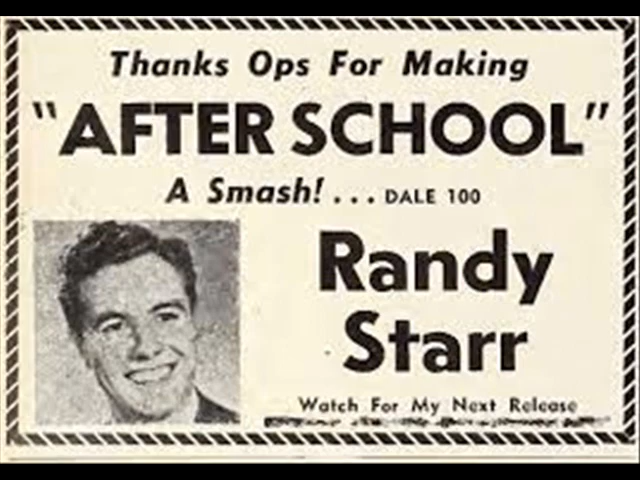 Thanks Ops For Making
"AFTER SCHOOL"
A Smash! ... DALE 100
Randy
Starr
Watch For My Next Release